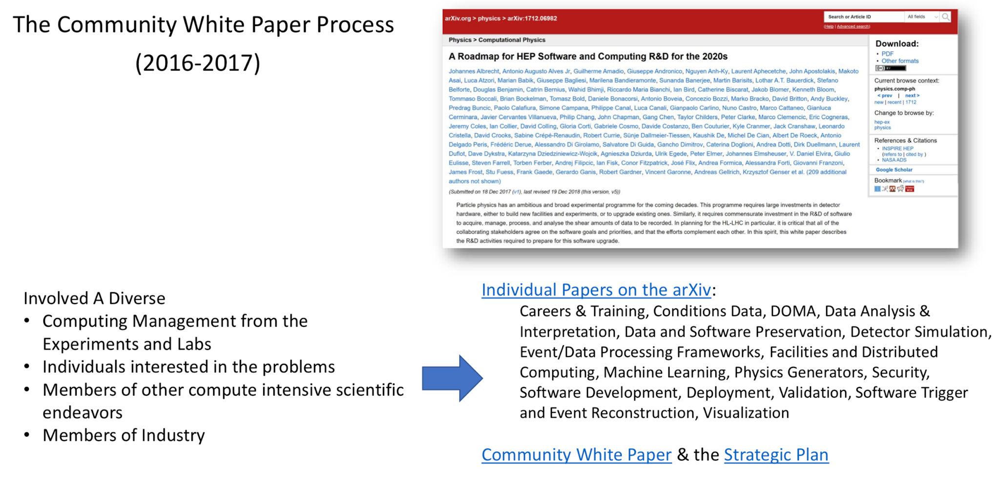 The Community White Paper Process
(2016-2017)
arXiv.org > physics > arXiv:1712.06982
Search or Article ID
All fields
(Help | Advanced search)
Physics > Computational Physics
A Roadmap for HEP Software and Computing R&D for the 2020s
Johannes Albrecht, Antonio Augusto Alves Jr, Guilherme Amadio, Giuseppe Andronico, Nguyen Anh-Ky, Laurent Aphecetche, John Apostolakis, Makoto
Asai, Luca Atzori, Marian Babik, Giuseppe Bagliesi, Marilena Bandieramonte, Sunanda Banerjee, Martin Barisits, Lothar A.T. Bauerdick, Stefano
Belforte, Douglas Benjamin, Catrin Bernius, Wahid Bhimji, Riccardo Maria Bianchi, Ian Bird, Catherine Biscarat, Jakob Blomer, Kenneth Bloom,
Tommaso Boccali, Brian Bockelman, Tomasz Bold, Daniele Bonacorsi, Antonio Boveia, Concezio Bozzi, Marko Bracko, David Britton, Andy Buckley,
Predrag Buncic, Paolo Calafiura, Simone Campana, Philippe Canal, Luca Canali, Gianpaolo Carlino, Nuno Castro, Marco Cattaneo, Gianluca
Cerminara, Javier Cervantes Villanueva, Philip Chang, John Chapman, Gang Chen, Taylor Childers, Peter Clarke, Marco Clemencic, Eric Cogneras,
Jeremy Coles, Ian Collier, David Colling, Gloria Corti, Gabriele Cosmo, Davide Costanzo, Ben Couturier, Kyle Cranmer, Jack Cranshaw, Leonardo
Cristella, David Crooks, Sabine Crépé-Renaudin, Robert Currie, Sünje Dallmeier-Tiessen, Kaushik De, Michel De Cian, Albert De Roeck, Antonio
Delgado Peris, Frédéric Derue, Alessandro Di Girolamo, Salvatore Di Guida, Gancho Dimitrov, Caterina Doglioni, Andrea Dotti, Dirk Duellmann, Laurent
Duflot, Dave Dykstra, Katarzyna Dziedziniewicz-Wojcik, Agnieszka Dziurda, Ulrik Egede, Peter Elmer, Johannes Elmsheuser, V. Daniel Elvira, Giulio
Eulisse, Steven Farrell, Torben Ferber, Andrej Filipcic, Ian Fisk, Conor Fitzpatrick, José Flix, Andrea Formica, Alessandra Forti, Giovanni Franzoni,
James Frost, Stu Fuess, Frank Gaede, Gerardo Ganis, Robert Gardner, Vincent Garonne, Andreas Gellrich, Krzysztof Genser et al. (209 additional
authors not shown)
(Submitted on 18 Dec 2017 (v1), last revised 19 Dec 2018 (this version, v5))
Particle physics has an ambitious and broad experimental programme for the coming decades. This programme requires large investments in detector
hardware, either to build new facilities and experiments, or to upgrade existing ones. Similarly, it requires commensurate investment in the R&D of software
to acquire, manage, process, and analyse the shear amounts of data to be recorded. In planning for the HL-LHC in particular, it is critical that all of the
collaborating stakeholders agree on the software goals and priorities, and that the efforts complement each other. In this spirit, this white paper describes
the R&D activities required to prepare for this software upgrade.
Download:
• PDF
• Other formats
(cc) BY
Current browse context:
physics.comp-ph
< prev | next >
new | recent | 1712
Change to browse by:
hep-ex
physics
References & Citations
• INSPIRE HEP
(refers to | cited by )
• NASA ADS
Google Scholar
Bookmark (what is this?)
Involved A Diverse
• Computing Management from the
Experiments and Labs
• Individuals interested in the problems
• Members of other compute intensive scientific
endeavors
• Members of Industry
Individual Papers on the arXiv:
Careers & Training, Conditions Data, DOMA, Data Analysis &
Interpretation, Data and Software Preservation, Detector Simulation,
Event/Data Processing Frameworks, Facilities and Distributed
Computing, Machine Learning, Physics Generators, Security,
Software Development, Deployment, Validation, Software Trigger
and Event Reconstruction, Visualization
Community White Paper & the Strategic Plan